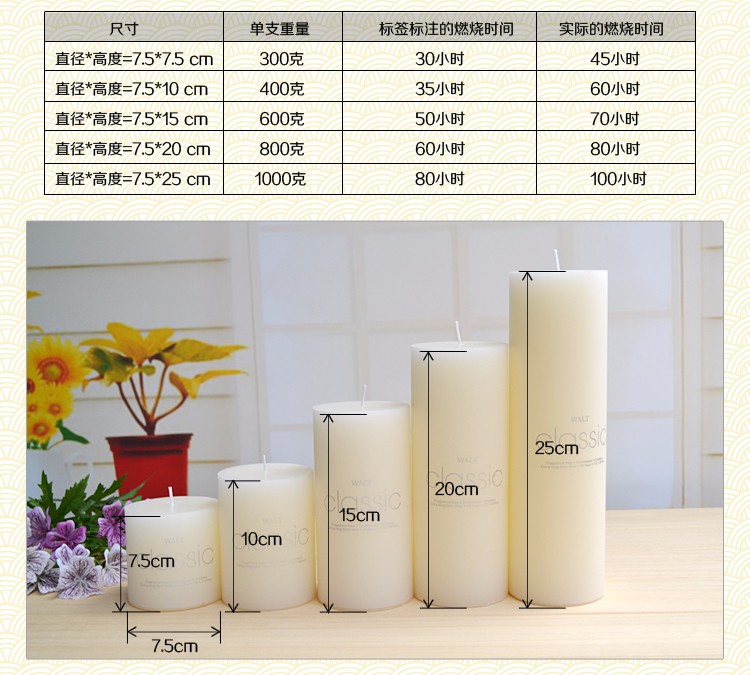 尺寸 单支重量 标签标注的燃烧时间 实际的燃烧时间
直径*高度=7.5*7.5 cm 300克 30小时 45小时
直径*高度=7.5*10 cm 400克 35小时 60小时
直径*高度=7.5*15 cm 600克 50小时 70小时
直径*高度=7.5*20 cm 800克 60小时 80小时
直径*高度=7.5*25 cm 1000克 80小时 100小时
WALT
classic
25cm
WALT
classic
20cm
WALT
classic
15cm
WALT
classic
10cm
WALT
classic
7.5cm
7.5cm